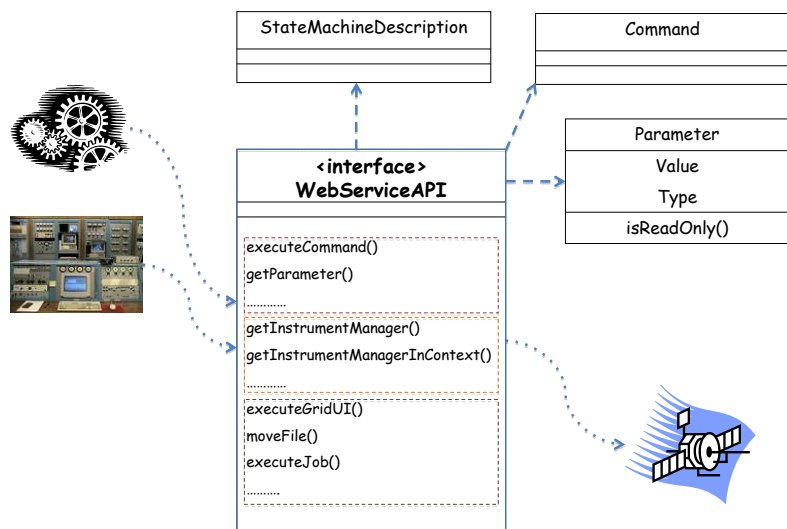 StateMachineDescription
Command
Parameter
Value
Type
isReadOnly()
<interface>
WebServiceAPI
executeCommand()
getParameter()
…………
getInstrumentManager()
getInstrumentManagerInContext()
…………
executeGridUI()
moveFile()
executeJob()
……….